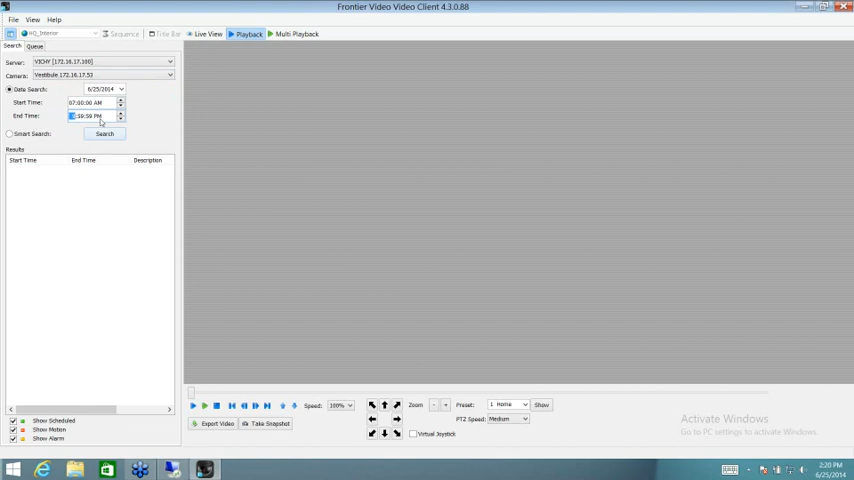 Frontier Video Video Client 4.3.0.88
File View Help
HQ_Interior Sequence Title Bar Live View Playback Multi Playback
Search Queue
Server: VICHY [172.16.17.160]
Camera: Vestibule 172.16.17.53
Date Search: 6/25/2014
Start Time: 07:00:00 AM
End Time: :59:59 PM
Smart Search: Search
Results
Start Time End Time Description
Speed: 100% Zoom - + Preset: 1 Home Show
Export Video Take Snapshot PTZ Speed: Medium
Virtual Joystick
Show Scheduled
Show Motion
Show Alarm
Activate Windows
Go to PC settings to activate Windows.
2:20 PM
6/25/2014